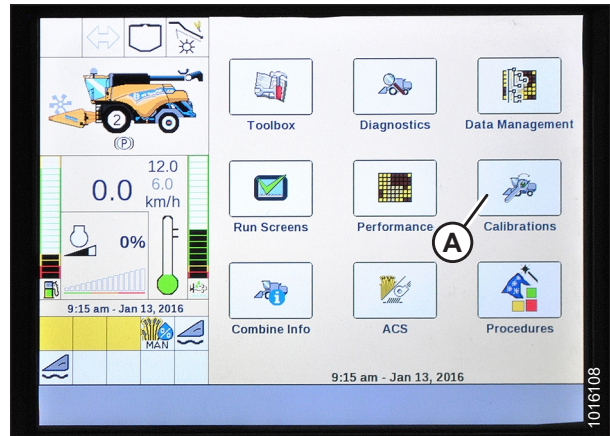 Toolbox
Diagnostics
Data Management
2
(P)
12.0
0.0
6.0
km/h
Run Screens
Performance
Calibrations
A
0%
9:15 am - Jan 13, 2016
MAN
Combine Info
ACS
Procedures
9:15 am - Jan 13, 2016
1016108